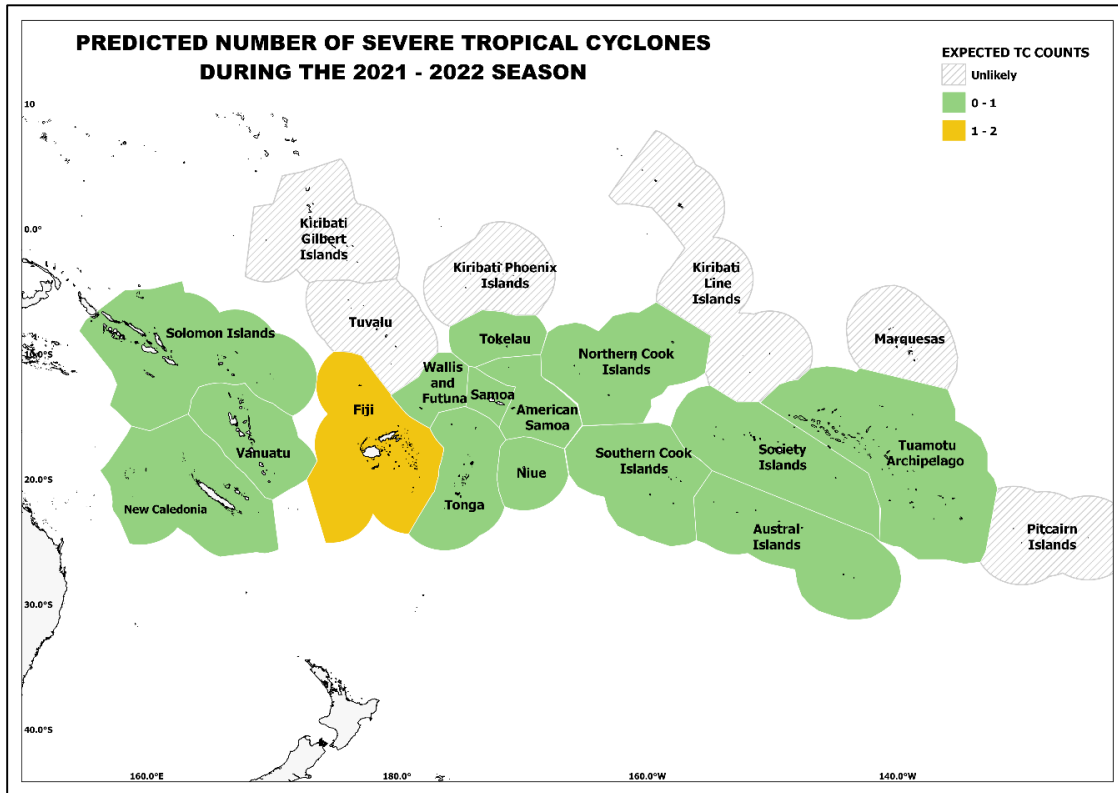 PREDICTED NUMBER OF SEVERE TROPICAL CYCLONES
DURING THE 2021 - 2022 SEASON
EXPECTED TC COUNTS
Unlikely
0 - 1
1 - 2
10
0.0°
10.0°S
20.0°S
30.0°S
40.0°S
Kiribati
Gilbert
Islands
Kiribati Phoenix
Islands
Kiribati
Line
Islands
Tuvalu
Marquesas
Solomon Islands
Tokelau
Northern Cook
Islands
Wallis
and
Futuna
Samoa
American
Samoa
Fiji
Vanuatu
New Caledonia
Tonga
Niue
Southern Cook
Islands
Society
Islands
Tuamotu
Archipelago
Austral
Islands
Pitcairn
Islands
160.0°E
180.0°
160.0°W
140.0°W